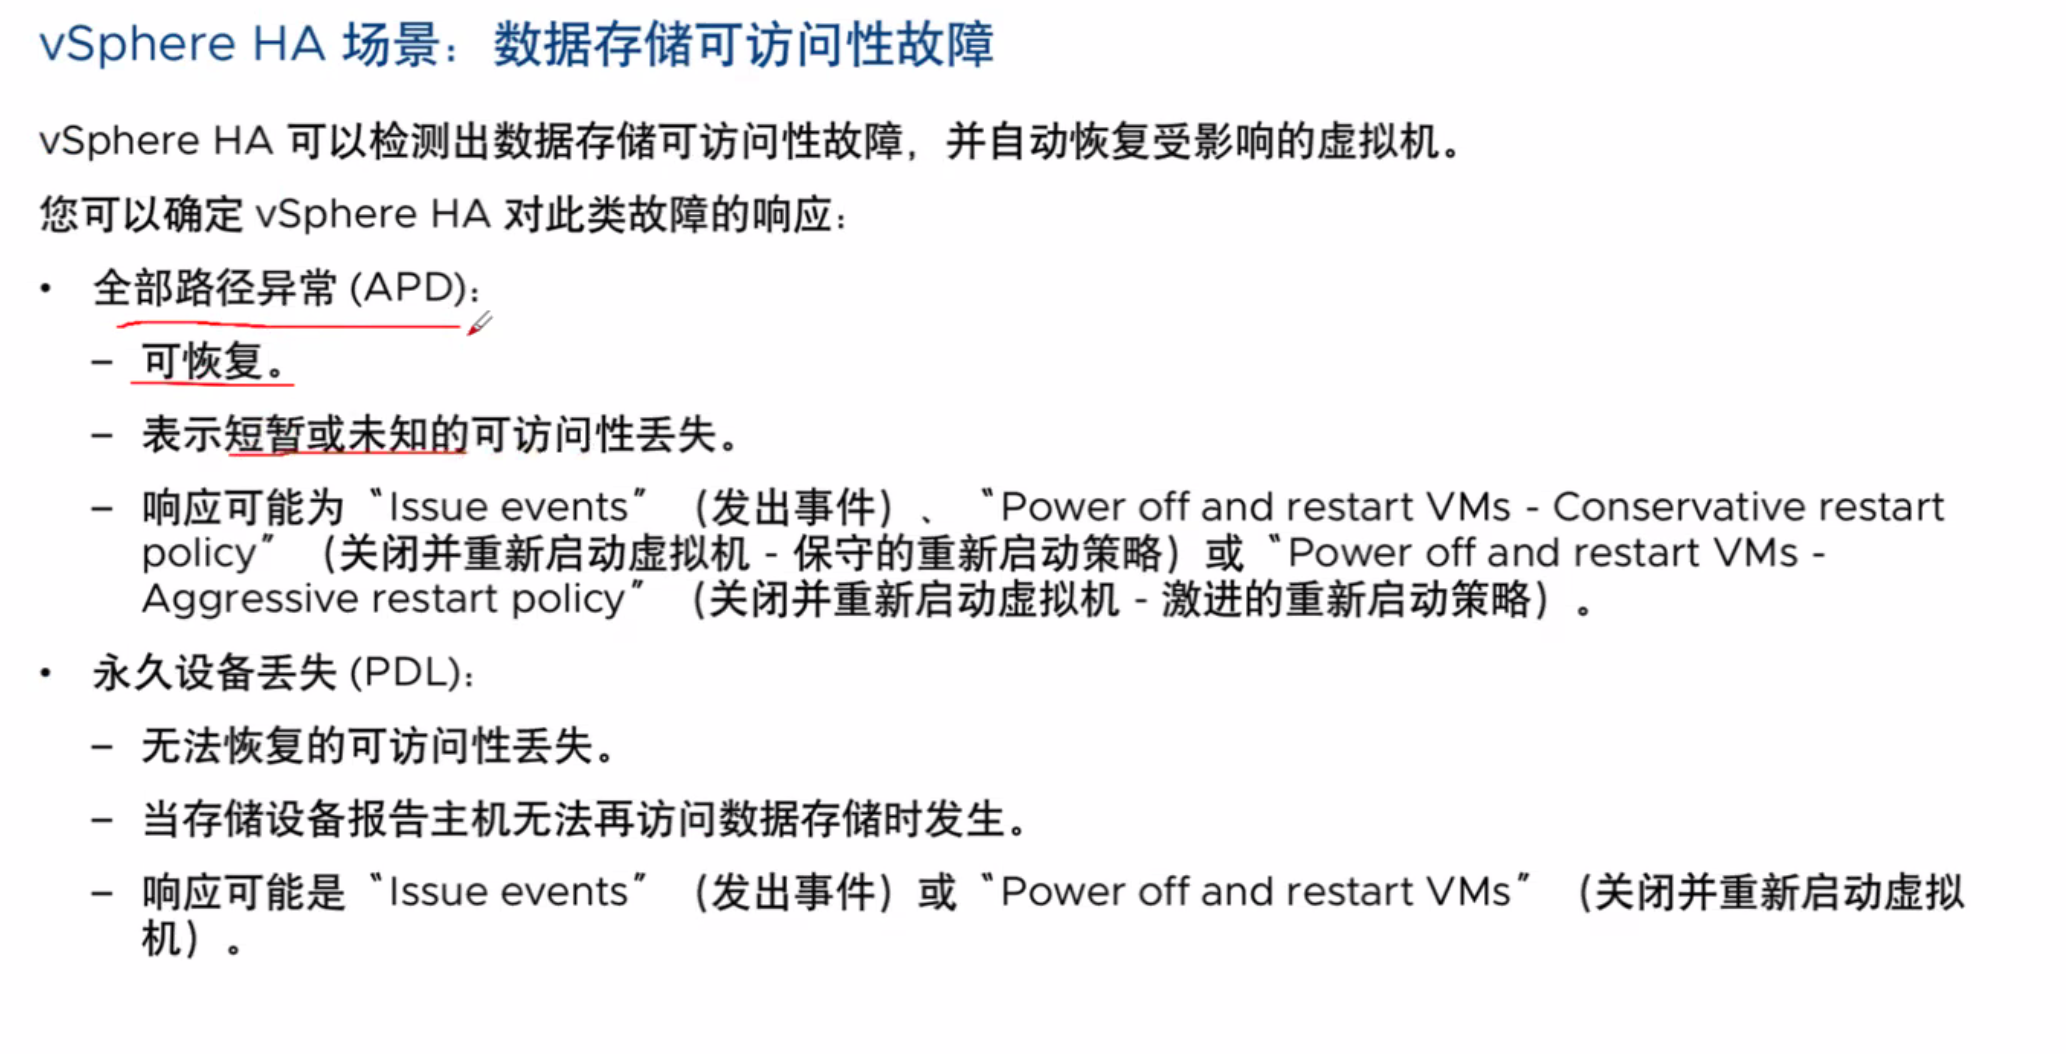 vSphere HA 场景：数据存储可访问性故障
vSphere HA 可以检测出数据存储可访问性故障，并自动恢复受影响的虚拟机。
您可以确定 vSphere HA 对此类故障的响应：
• 全部路径异常 (APD)：
– 可恢复。
– 表示短暂或未知的可访问性丢失。
– 响应可能为〝Issue events〞（发出事件）、〝Power off and restart VMs - Conservative restart
policy〞（关闭并重新启动虚拟机 - 保守的重新启动策略）或〝Power off and restart VMs -
Aggressive restart policy〞（关闭并重新启动虚拟机 - 激进的重新启动策略）。
• 永久设备丢失 (PDL)：
– 无法恢复的可访问性丢失。
– 当存储设备报告主机无法再访问数据存储时发生。
– 响应可能是〝Issue events〞（发出事件）或〝Power off and restart VMs〞（关闭并重新启动虚拟
机）。